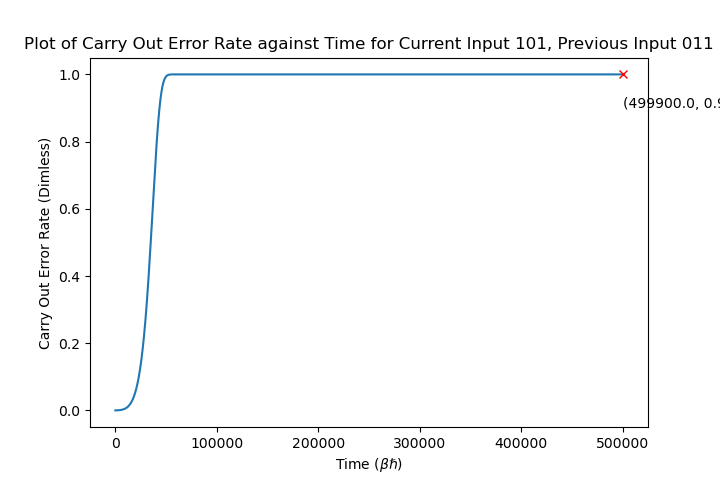 Plot of Carry Out Error Rate against Time for Current Input 101, Previous Input 011
1.0
(499900.0, 0.9
0.8
0.6
0.4
0.2
0.0
Carry Out Error Rate (Dimless)
0 100000 200000 300000 400000 500000
Time (βħ)